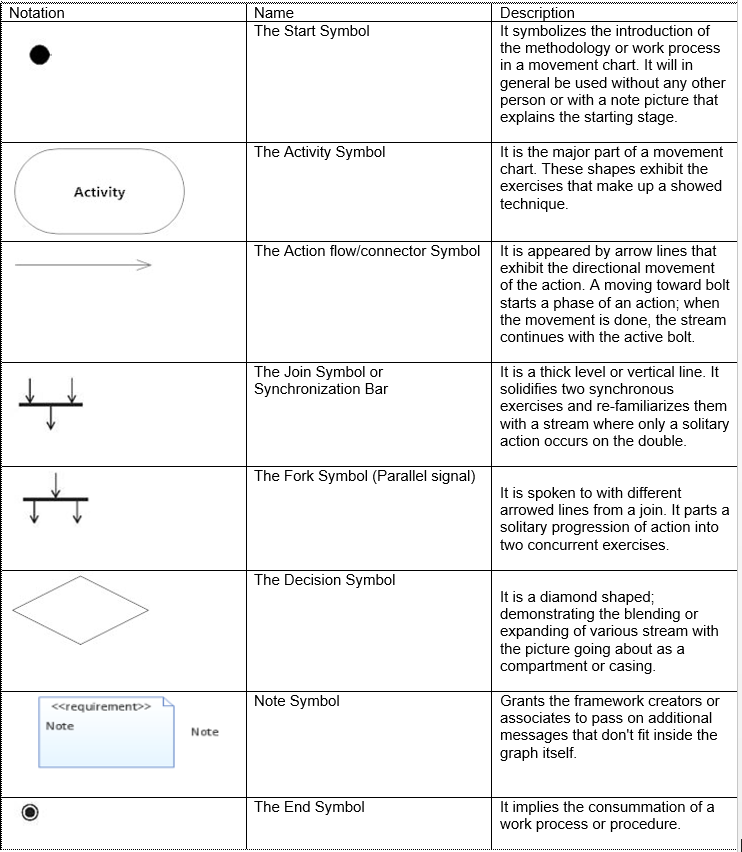 Notation
Name
Description
The Start Symbol
It symbolizes the introduction of
the methodology or work process
in a movement chart. It will in
general be used without any other
person or with a note picture that
explains the starting stage.
Activity
The Activity Symbol
It is the major part of a movement
chart. These shapes exhibit the
exercises that make up a showed
technique.
The Action flow/connector Symbol
It is appeared by arrow lines that
exhibit the directional movement
of the action. A moving toward bolt
starts a phase of an action; when
the movement is done, the stream
continues with the active bolt.
The Join Symbol or
Synchronization Bar
It is a thick level or vertical line. It
solidifies two synchronous
exercises and re-familiarizes them
with a stream where only a solitary
action occurs on the double.
The Fork Symbol (Parallel signal)
It is spoken to with different
arrowed lines from a join. It parts a
solitary progression of action into
two concurrent exercises.
The Decision Symbol
It is a diamond shaped;
demonstrating the blending or
expanding of various stream with
the picture going about as a
compartment or casing.
<<requirement>>
Note
Note
Note Symbol
Grants the framework creators or
associates to pass on additional
messages that don't fit inside the
graph itself.
The End Symbol
It implies the consummation of a
work process or procedure.